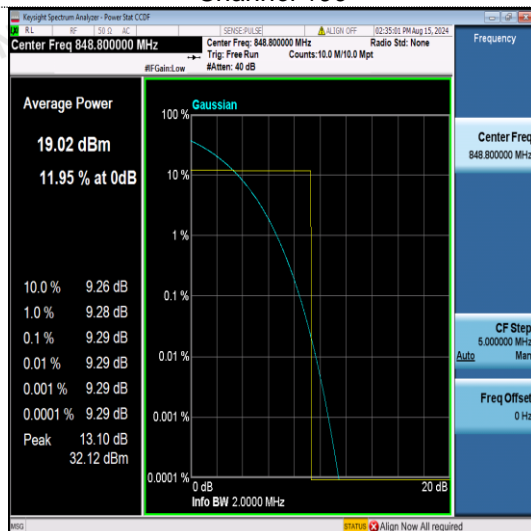 Keysight Spectrum Analyzer - Power Stat CCDF
RL RF 50 Ω AC SENSE:PULSE ALIGN OFF 02:35:01 PM Aug 15, 2024
Center Freq 848.800000 MHz
Center Freq: 848.800000 MHz Radio Std: None
Trig: Free Run Counts:10.0 M/10.0 Mpt
#IFGain:Low #Atten: 40 dB
Frequency
Average Power
19.02 dBm
11.95 % at 0dB
10.0 % 9.26 dB
1.0 % 9.28 dB
0.1 % 9.29 dB
0.01 % 9.29 dB
0.001 % 9.29 dB
0.0001 % 9.29 dB
Peak 13.10 dB
32.12 dBm
Gaussian
100 %
10 %
1 %
0.1 %
0.01 %
0.001 %
0.0001 %
0 dB 20 dB
Info BW 2.0000 MHz
Center Freq
848.800000 MHz
CF Step
5.000000 MHz
Auto Man
Freq Offset
0 Hz
MSG STATUS Align Now All required